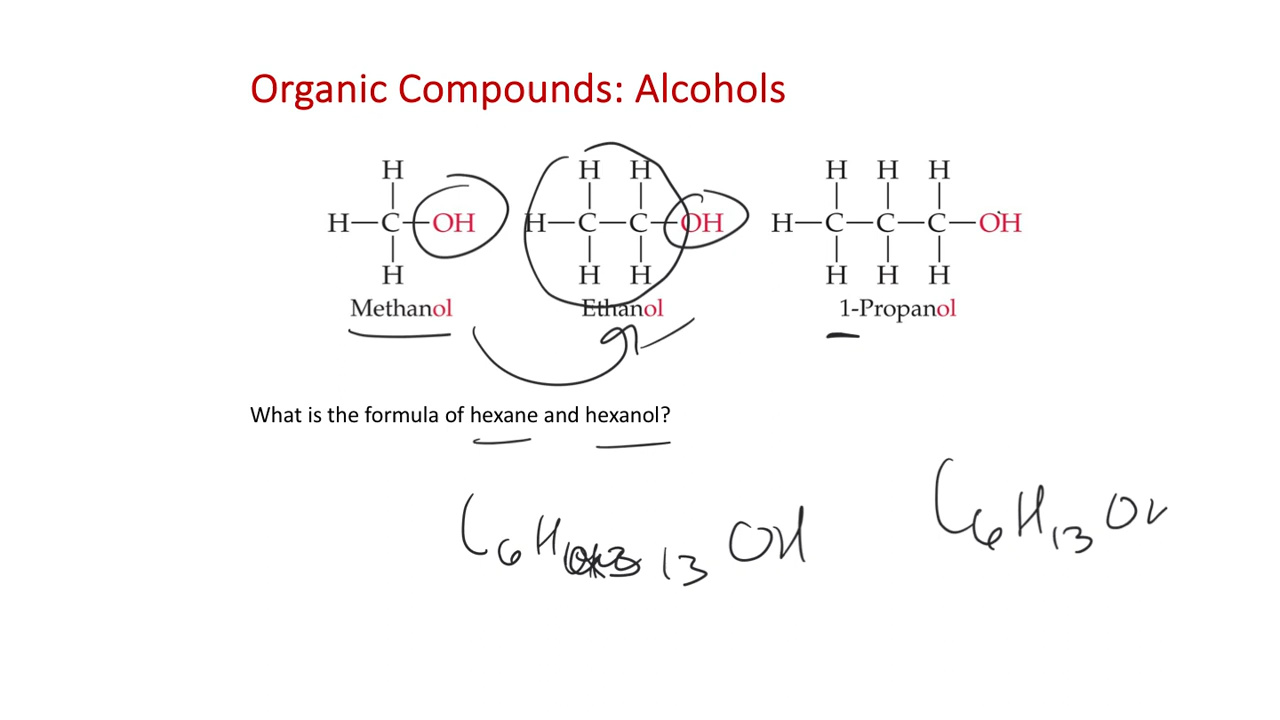 Organic Compounds: Alcohols
H H H H H H
H—C—OH H—C—C—OH H—C—C—C—OH
H H H H H H
Methanol Ethanol 1-Propanol
What is the formula of hexane and hexanol?
C6H13OH C6H13